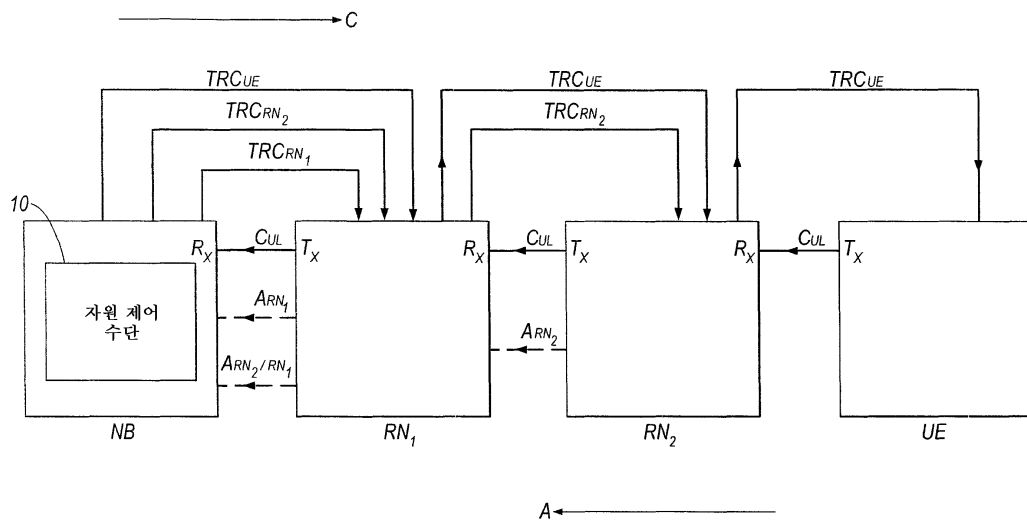 C
TRCUE
TRCUE
TRCUE
TRCRN2
TRCRN2
TRCRN1
10
RX
CUL
TX
RX
CUL
TX
RX
CUL
TX
자원 제어
수단
ARN1
ARN2
ARN2/RN1
NB
RN1
RN2
UE
A